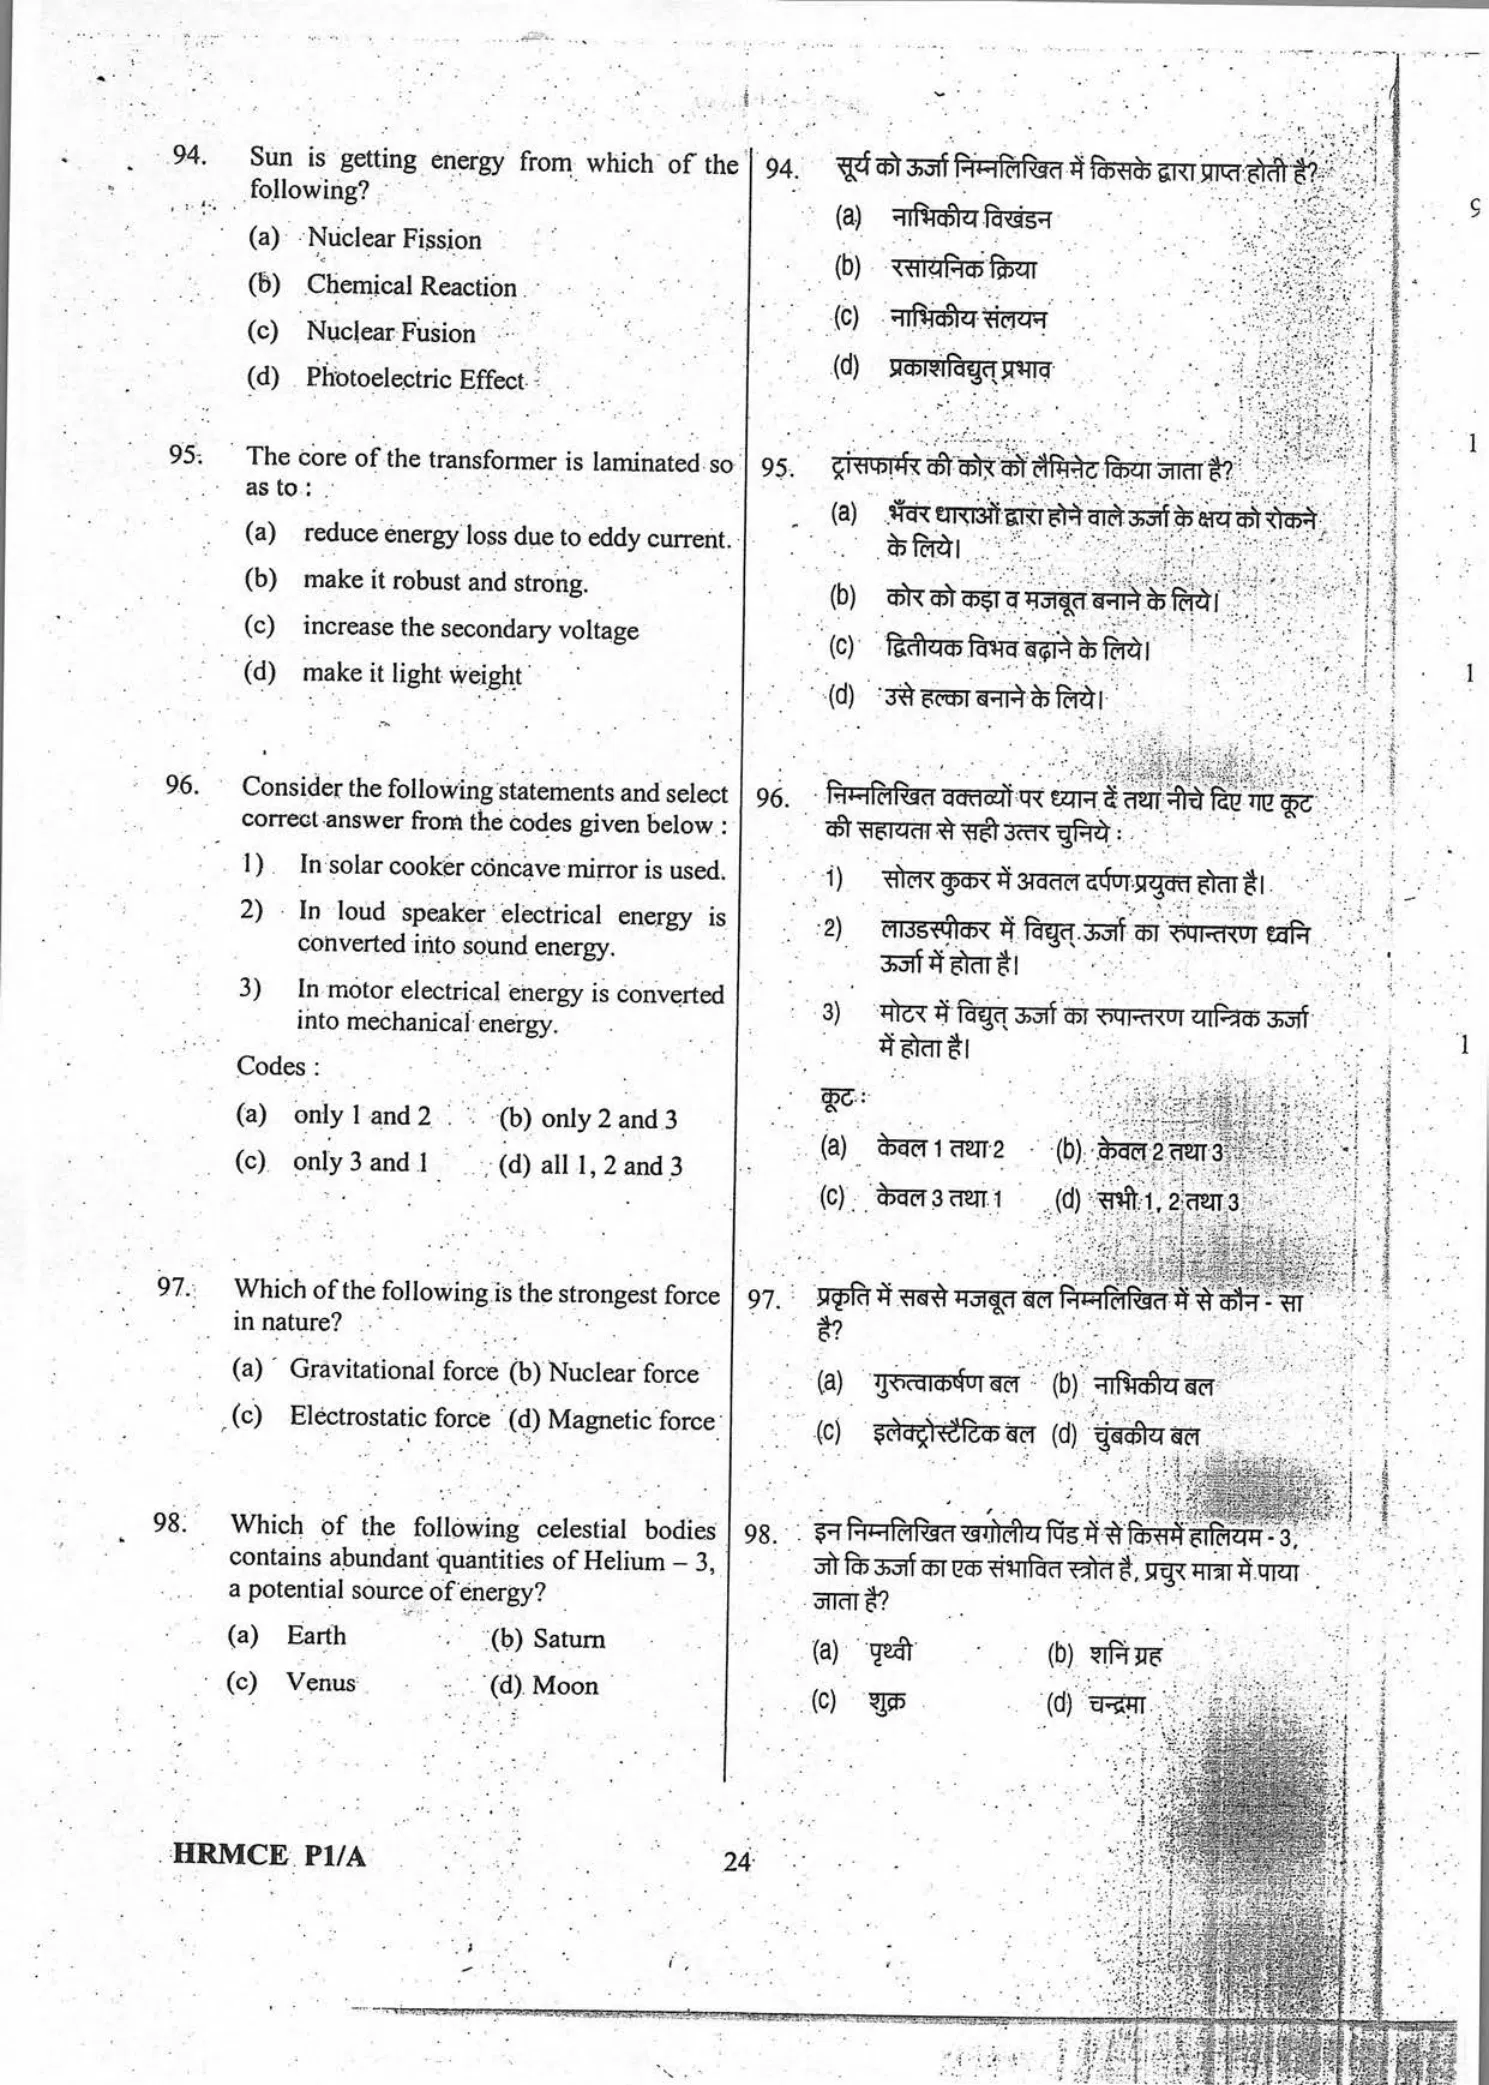 94. Sun is getting energy from which of the
following?
(a) Nuclear Fission
(b) Chemical Reaction
(c) Nuclear Fusion
(d) Photoelectric Effect
95. The core of the transformer is laminated so
as to :
(a) reduce energy loss due to eddy current.
(b) make it robust and strong.
(c) increase the secondary voltage
(d) make it light weight
96. Consider the following statements and select
correct answer from the codes given below :
1) In solar cooker concave mirror is used.
2) In loud speaker electrical energy is
converted into sound energy.
3) In motor electrical energy is converted
into mechanical energy.
Codes :
(a) only 1 and 2 (b) only 2 and 3
(c) only 3 and 1 (d) all 1, 2 and 3
97. Which of the following is the strongest force
in nature?
(a) Gravitational force (b) Nuclear force
(c) Electrostatic force (d) Magnetic force
98. Which of the following celestial bodies
contains abundant quantities of Helium – 3,
a potential source of energy?
(a) Earth (b) Saturn
(c) Venus (d) Moon
94. सूर्य को ऊर्जा निम्नलिखित में किसके द्वारा प्राप्त होती है?
(a) नाभिकीय विखंडन
(b) रसायनिक क्रिया
(c) नाभिकीय संलयन
(d) प्रकाशविद्युत् प्रभाव
95. ट्रांसफार्मर की कोर को लैमिनेट किया जाता है?
(a) भँवर धाराओं द्वारा होने वाले ऊर्जा के क्षय को रोकने
के लिये।
(b) कोर को कड़ा व मजबूत बनाने के लिये।
(c) द्वितीयक विभव बढ़ाने के लिये।
(d) उसे हल्का बनाने के लिये।
96. निम्नलिखित वक्तव्यों पर ध्यान दें तथा नीचे दिए गए कूट
की सहायता से सही उत्तर चुनिये :
1) सोलर कुकर में अवतल दर्पण प्रयुक्त होता है।
2) लाउडस्पीकर में विद्युत् ऊर्जा का रुपान्तरण ध्वनि
ऊर्जा में होता है।
3) मोटर में विद्युत् ऊर्जा का रुपान्तरण यान्त्रिक ऊर्जा
में होता है।
कूट :
(a) केवल 1 तथा 2 (b) केवल 2 तथा 3
(c) केवल 3 तथा 1 (d) सभी 1, 2 तथा 3
97. प्रकृति में सबसे मजबूत बल निम्नलिखित में से कौन - सा
है?
(a) गुरुत्वाकर्षण बल (b) नाभिकीय बल
(c) इलेक्ट्रोस्टैटिक बल (d) चुंबकीय बल
98. इन निम्नलिखित खगोलीय पिंड में से किसमें हालियम - 3,
जो कि ऊर्जा का एक संभावित स्त्रोत है, प्रचुर मात्रा में पाया
जाता है?
(a) पृथ्वी (b) शनि ग्रह
(c) शुक्र (d) चन्द्रमा
HRMCE P1/A 24